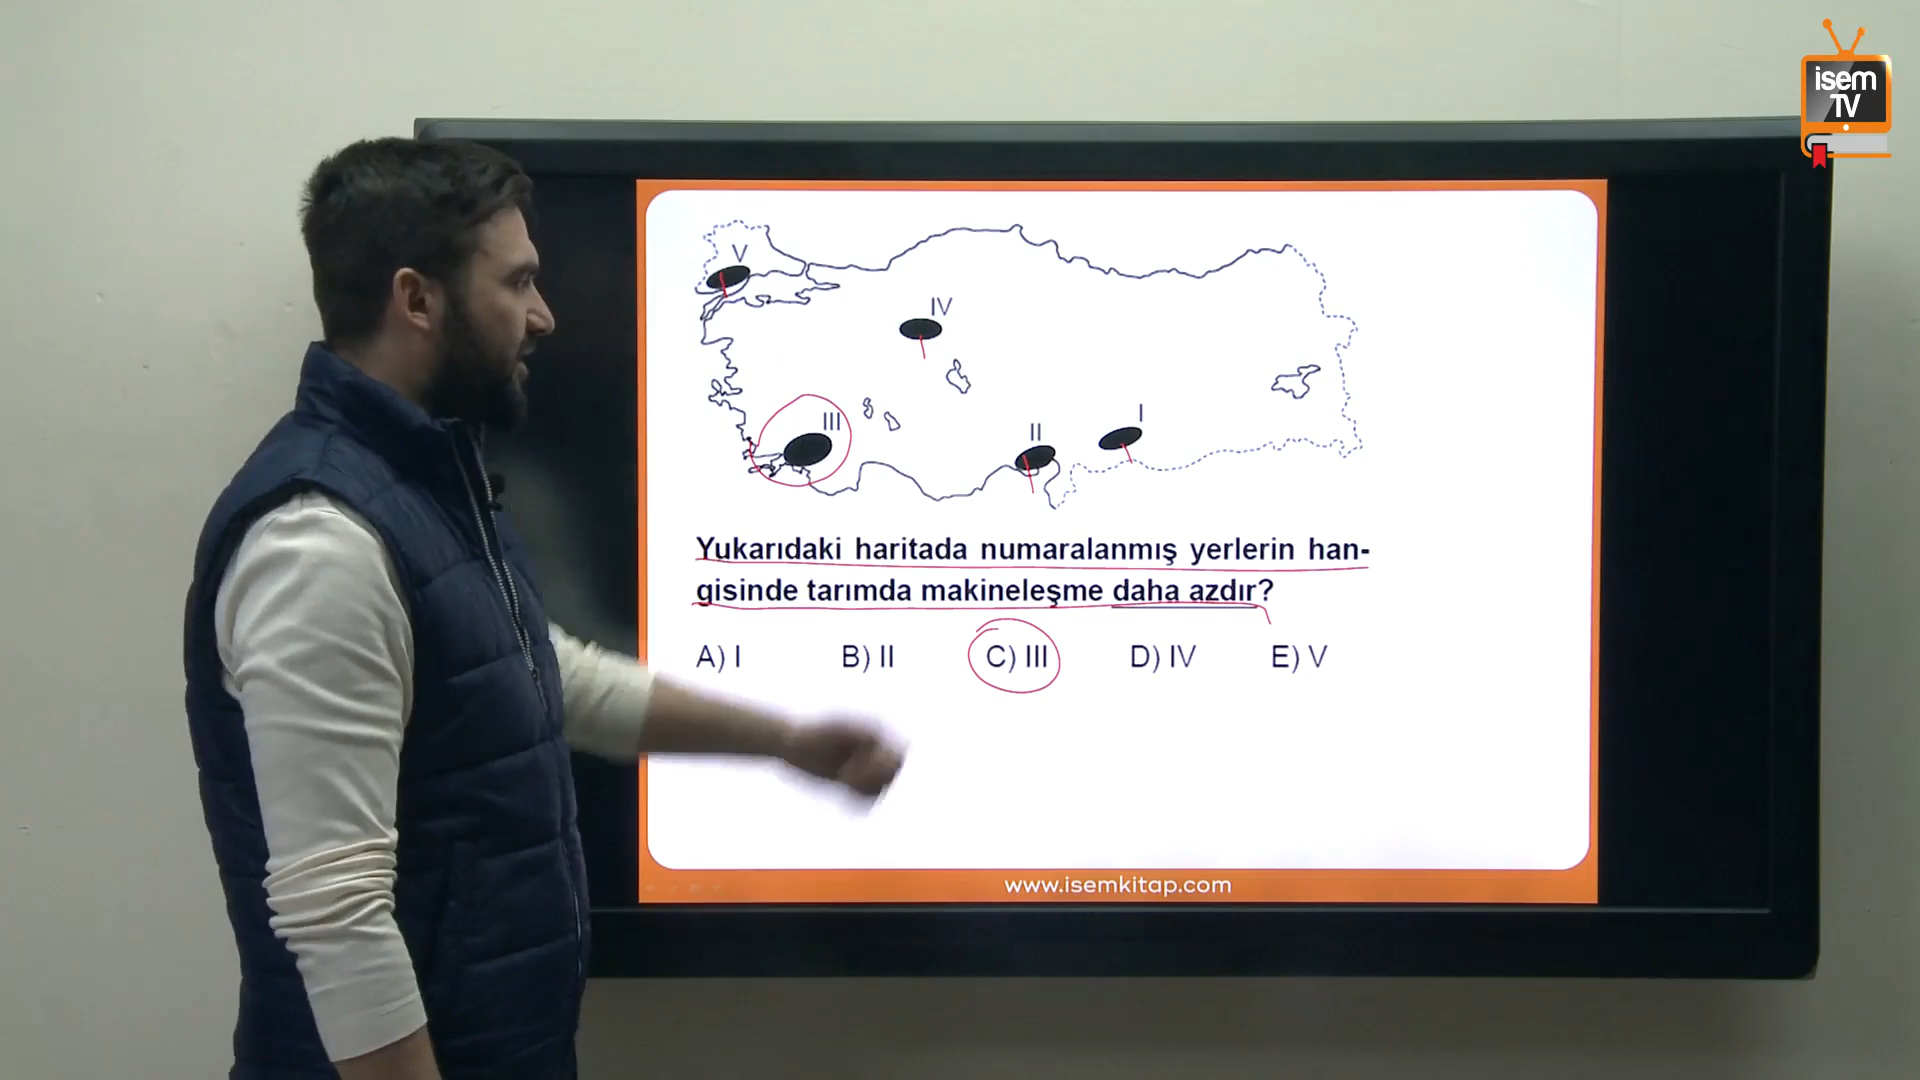 isem
TV
V
IV
III
II
I
Yukarıdaki haritada numaralanmış yerlerin han-
gisinde tarımda makineleşme daha azdır?
A) I B) II C) III D) IV E) V
www.isemkitap.com